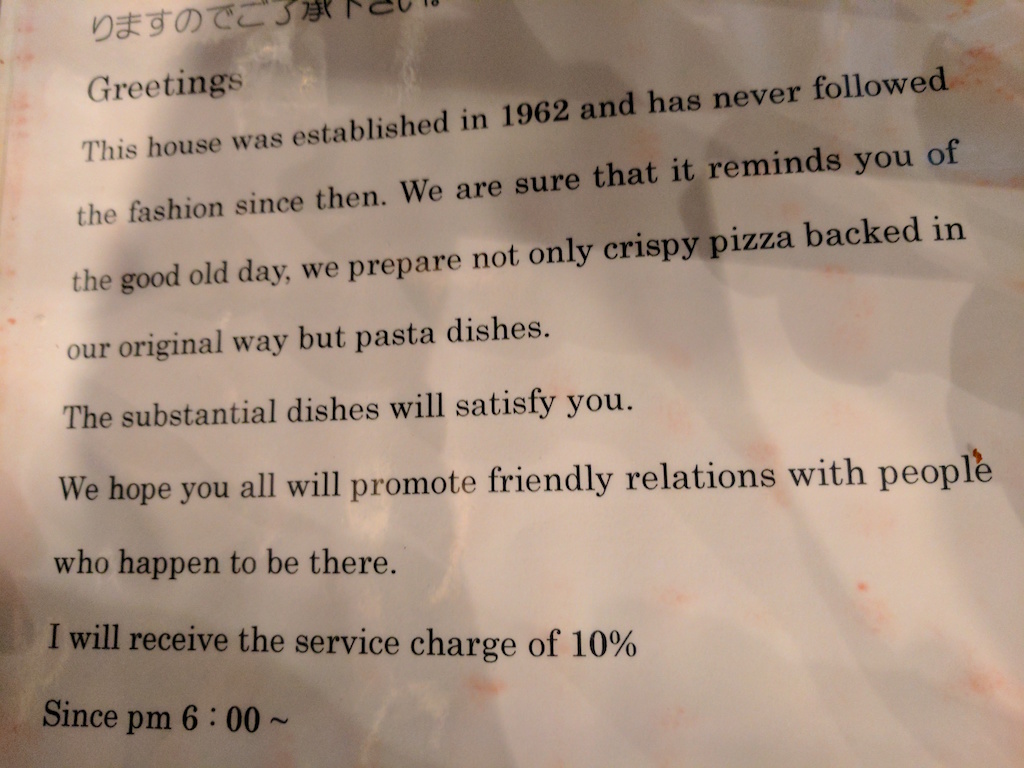 りますのでご了承下さい。
Greetings
This house was established in 1962 and has never followed
the fashion since then. We are sure that it reminds you of
the good old day, we prepare not only crispy pizza backed in
our original way but pasta dishes.
The substantial dishes will satisfy you.
We hope you all will promote friendly relations with people
who happen to be there.
I will receive the service charge of 10%
Since pm 6：00 ~